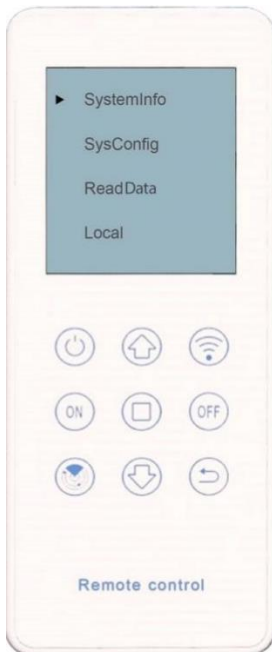 SystemInfo
SysConfig
ReadData
Local
ON
OFF
Remote control